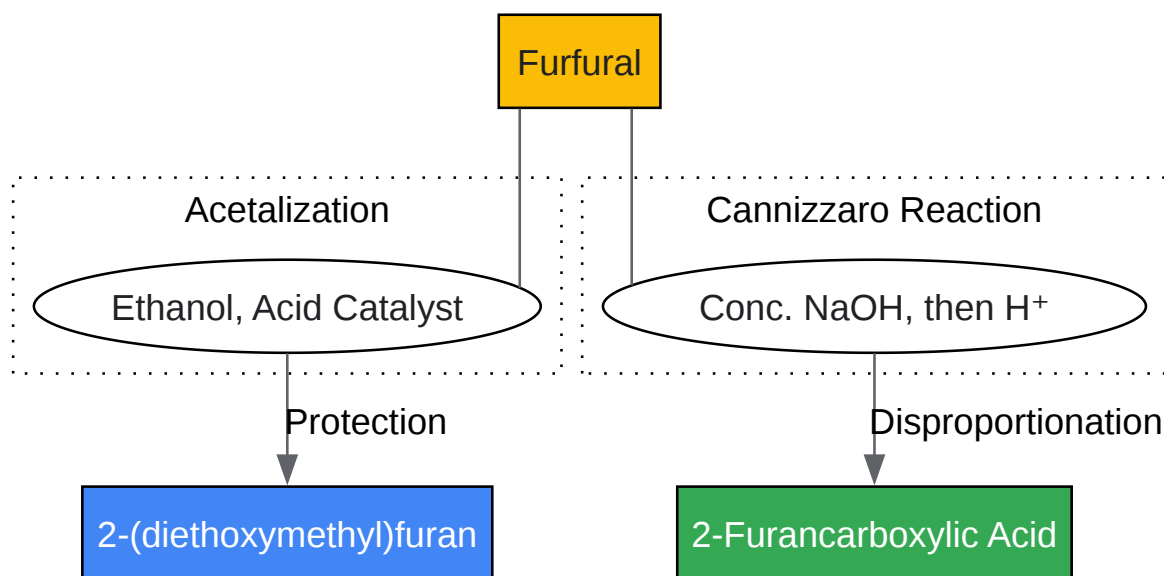 Furfural
Acetalization
Cannizzaro Reaction
Ethanol, Acid Catalyst
Conc. NaOH, then H⁺
Protection
Disproportionation
2-(diethoxymethyl)furan
2-Furancarboxylic Acid